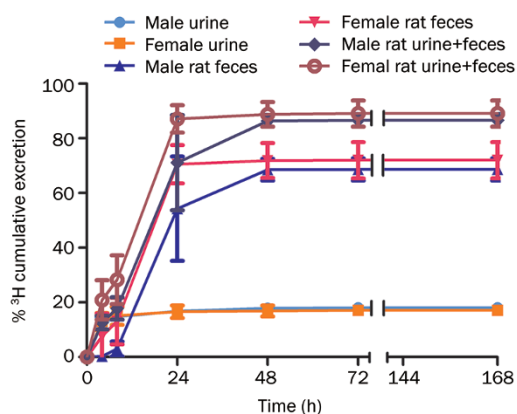 Male urine
Female urine
Male rat feces
Female rat feces
Male rat urine+feces
Femal rat urine+feces
% ³H cumulative excretion
100
80
60
40
20
0
0 24 48 72 144 168
Time (h)